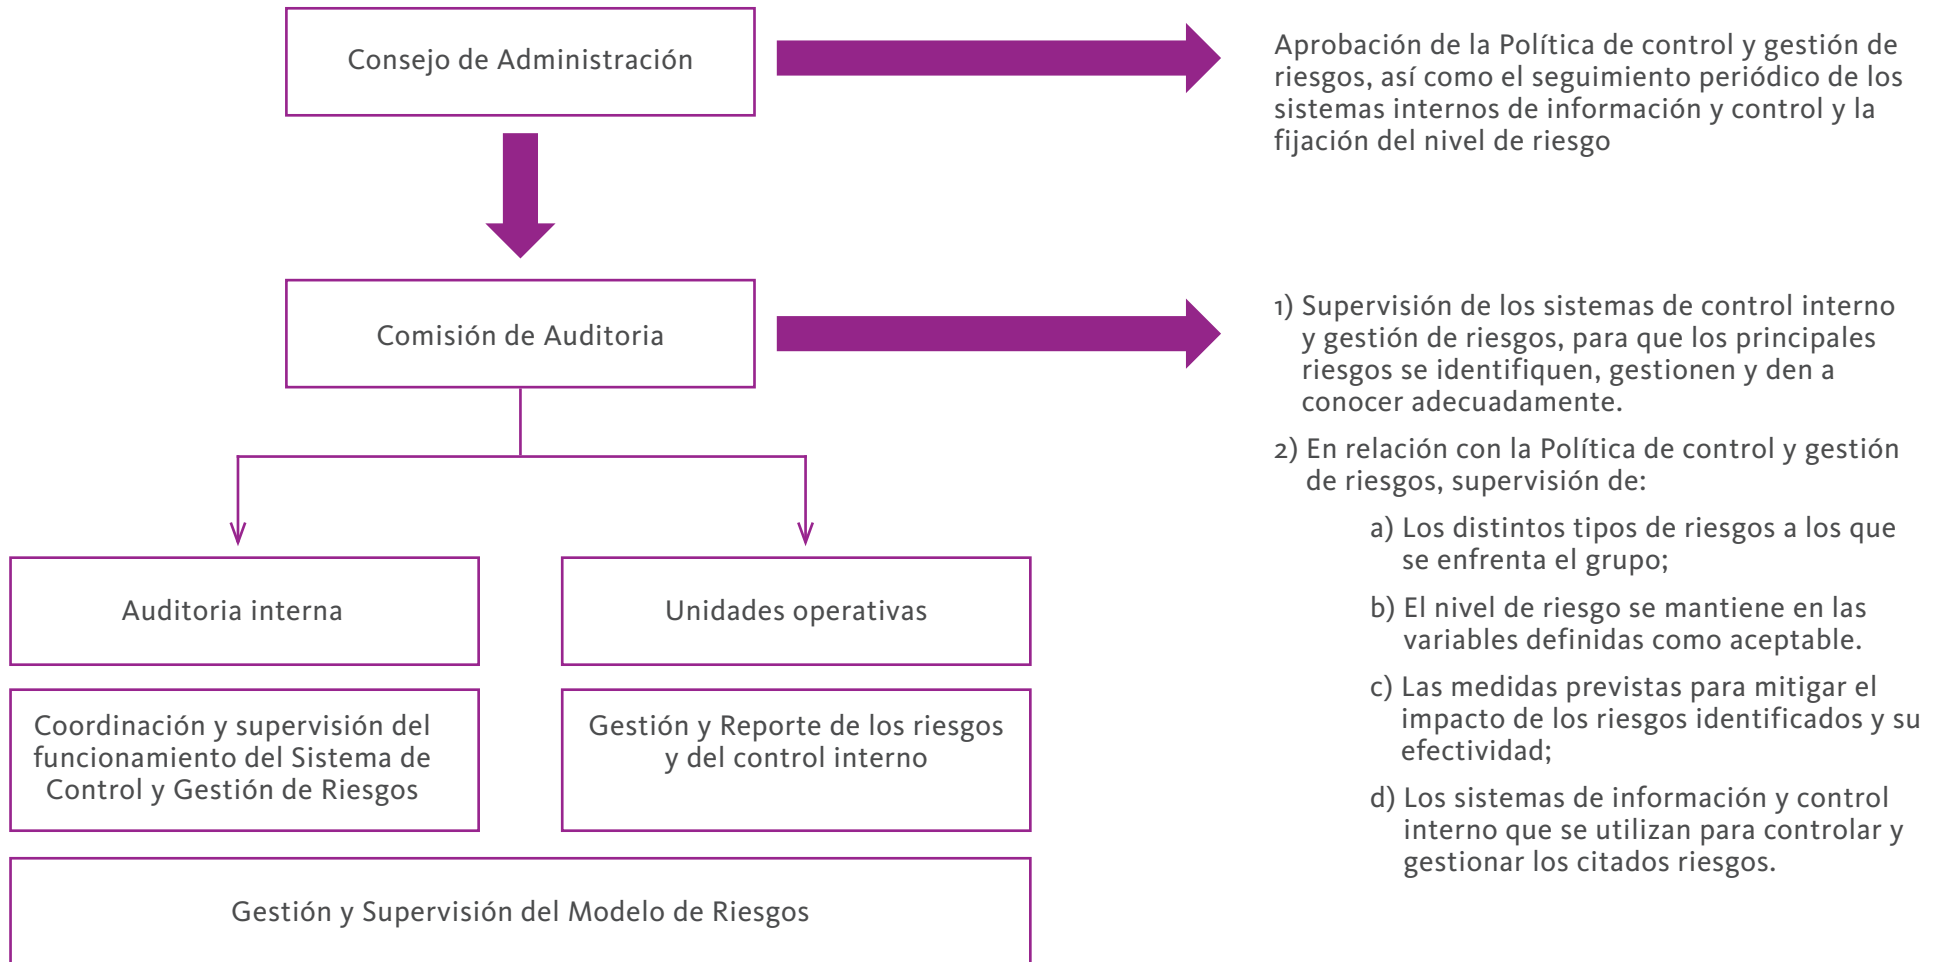 Consejo de Administración
Aprobación de la Política de control y gestión de
riesgos, así como el seguimiento periódico de los
sistemas internos de información y control y la
fijación del nivel de riesgo
Comisión de Auditoria
1) Supervisión de los sistemas de control interno
y gestión de riesgos, para que los principales
riesgos se identifiquen, gestionen y den a
conocer adecuadamente.
2) En relación con la Política de control y gestión
de riesgos, supervisión de:
a) Los distintos tipos de riesgos a los que
se enfrenta el grupo;
b) El nivel de riesgo se mantiene en las
variables definidas como aceptable.
c) Las medidas previstas para mitigar el
impacto de los riesgos identificados y su
efectividad;
d) Los sistemas de información y control
interno que se utilizan para controlar y
gestionar los citados riesgos.
Auditoria interna
Unidades operativas
Coordinación y supervisión del
funcionamiento del Sistema de
Control y Gestión de Riesgos
Gestión y Reporte de los riesgos
y del control interno
Gestión y Supervisión del Modelo de Riesgos